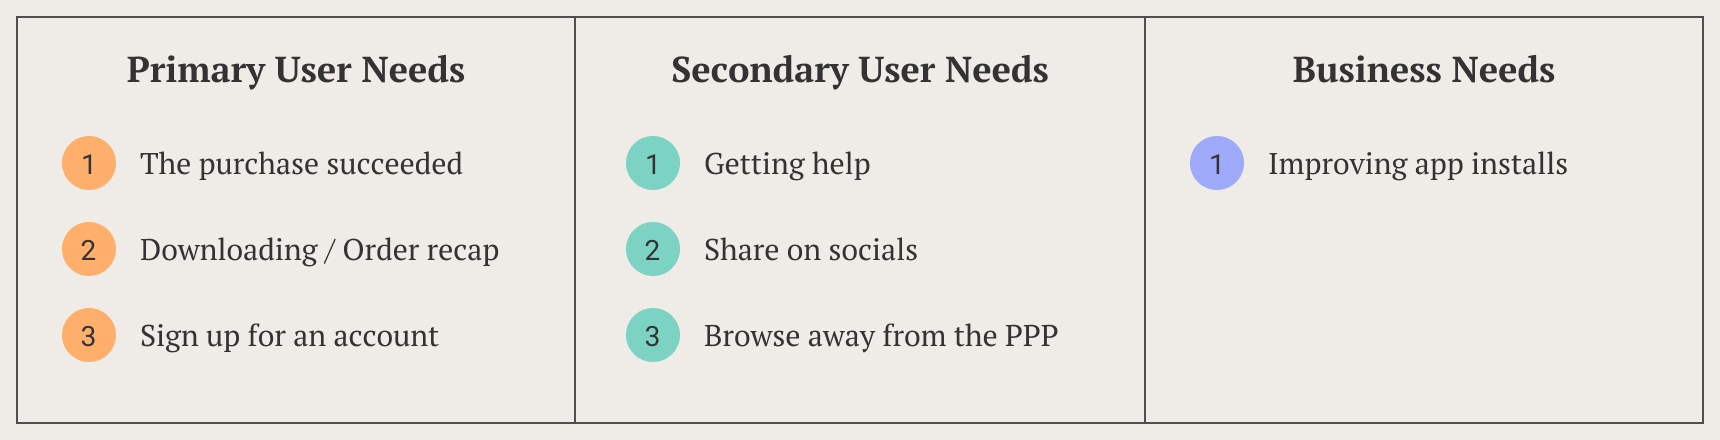 Primary User Needs
1 The purchase succeeded
2 Downloading / Order recap
3 Sign up for an account
Secondary User Needs
1 Getting help
2 Share on socials
3 Browse away from the PPP
Business Needs
1 Improving app installs